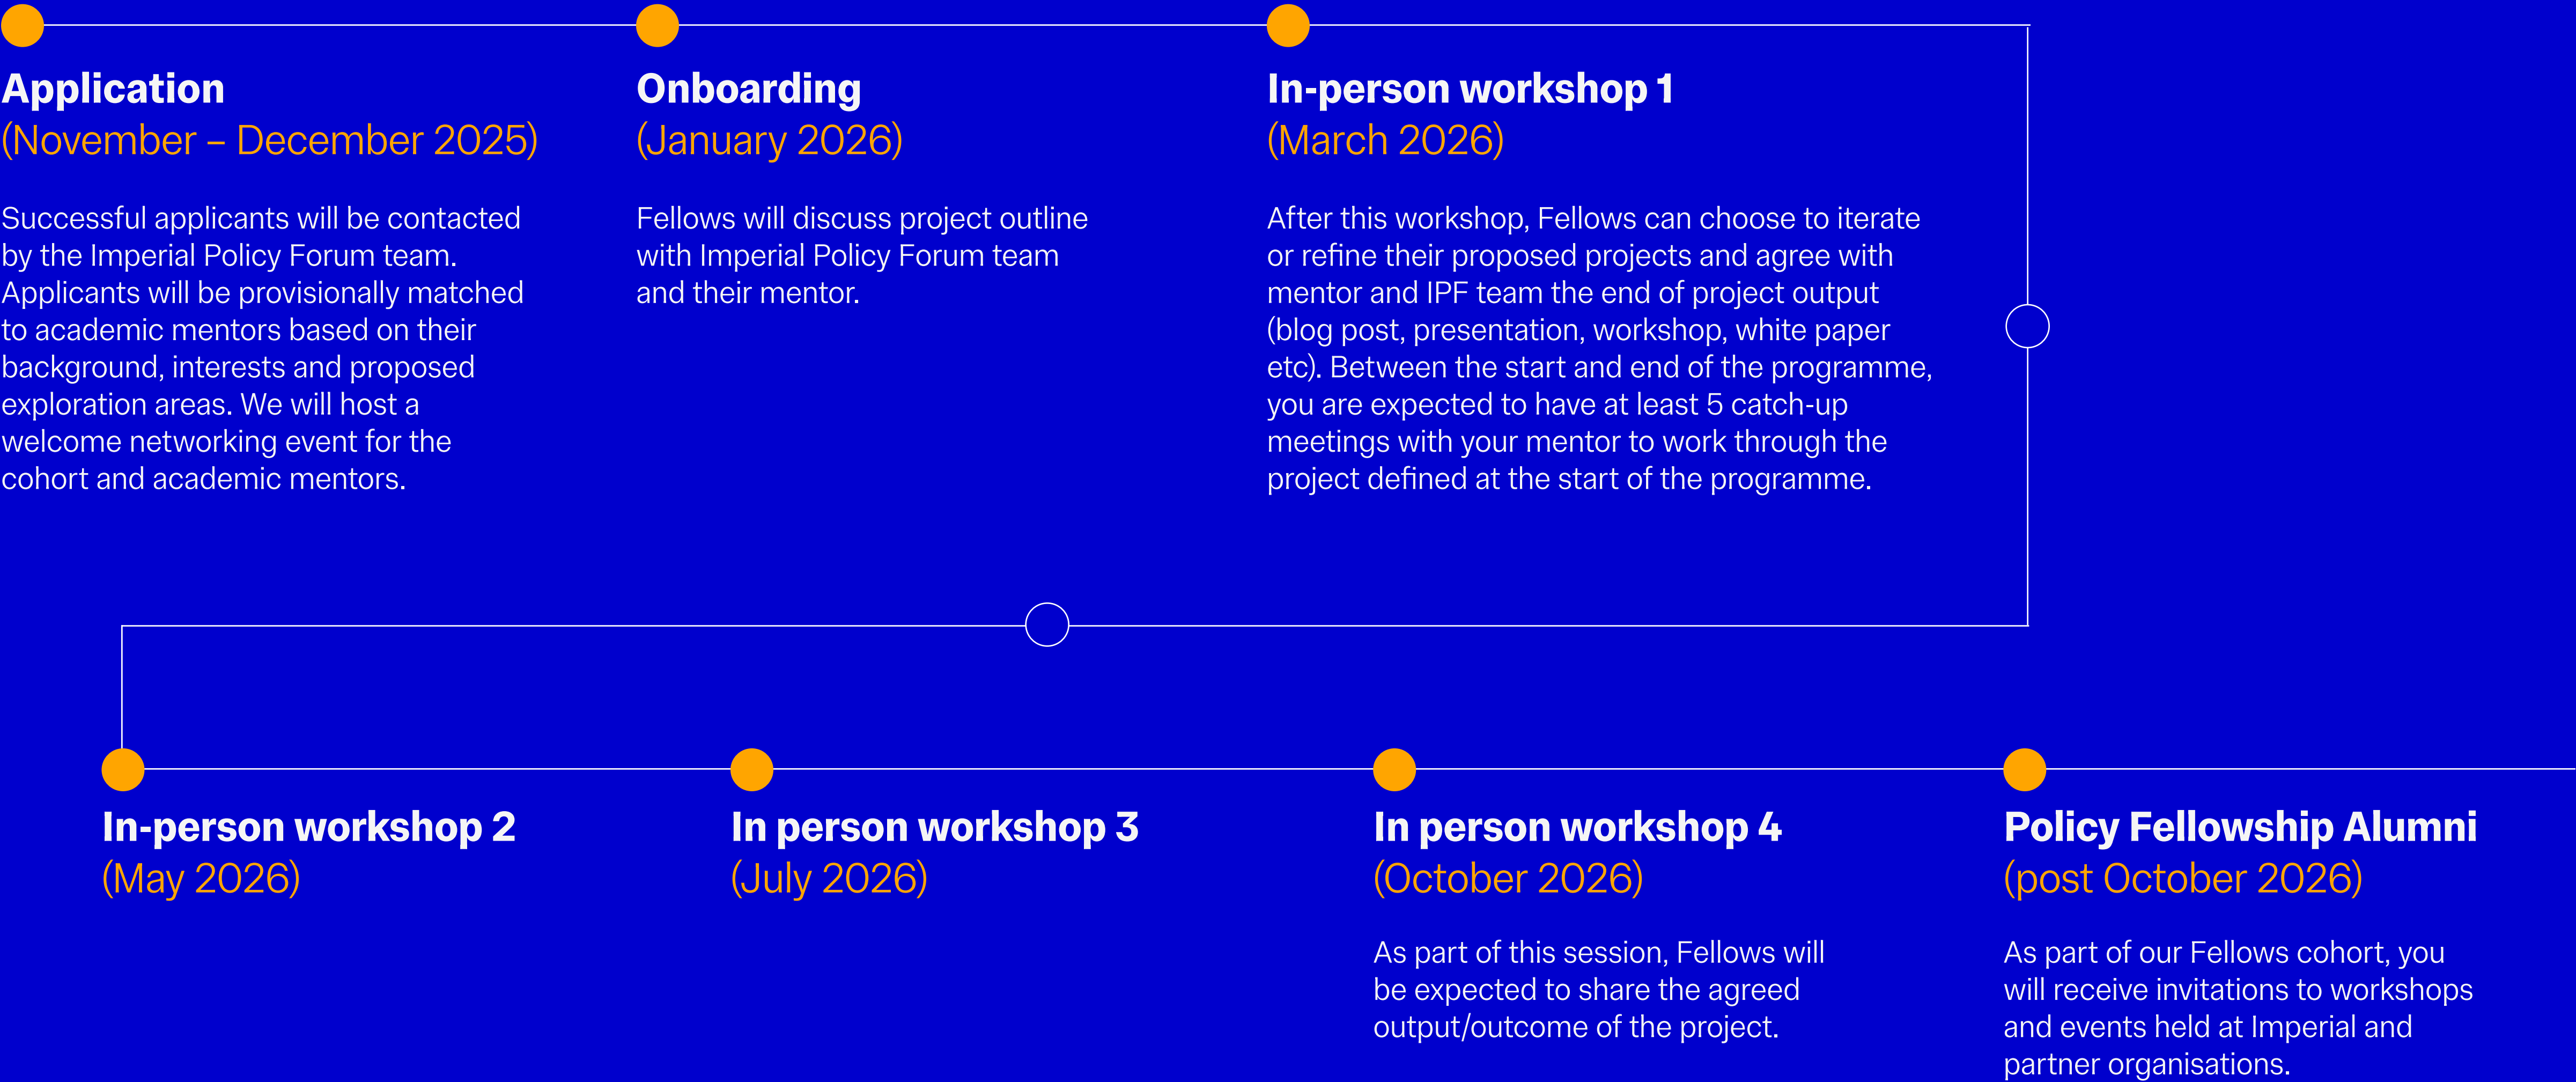 Application
(November – December 2025)
Successful applicants will be contacted
by the Imperial Policy Forum team.
Applicants will be provisionally matched
to academic mentors based on their
background, interests and proposed
exploration areas. We will host a
welcome networking event for the
cohort and academic mentors.
Onboarding
(January 2026)
Fellows will discuss project outline
with Imperial Policy Forum team
and their mentor.
In-person workshop 1
(March 2026)
After this workshop, Fellows can choose to iterate
or refine their proposed projects and agree with
mentor and IPF team the end of project output
(blog post, presentation, workshop, white paper
etc). Between the start and end of the programme,
you are expected to have at least 5 catch-up
meetings with your mentor to work through the
project defined at the start of the programme.
In-person workshop 2
(May 2026)
In person workshop 3
(July 2026)
In person workshop 4
(October 2026)
As part of this session, Fellows will
be expected to share the agreed
output/outcome of the project.
Policy Fellowship Alumni
(post October 2026)
As part of our Fellows cohort, you
will receive invitations to workshops
and events held at Imperial and
partner organisations.